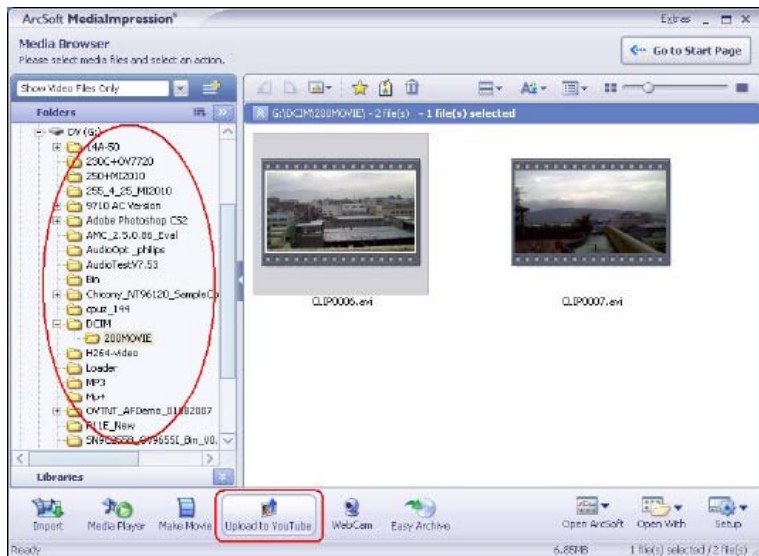 ArcSoft MediaImpression®
Extras
Media Browser
Please select media files and select an action.
Go to Start Page
Show Video Files Only
Folders
G:\DCIM\200MOVIE\ - 2 file(s) - 1 file(s) selected
DV (G:)
14A-50
230C+OV7720
250+MI2010
255_4_25_MI2010
9710 AC Version
Adobe Photoshop CS2
AMC_2.5.0.86_Eval
AudioOpt_philips
AudioTestV7.53
Bin
Chicony_NT96120_SampleCo
cpuz_144
DCIM
200MOVIE
H264-video
Loader
MP3
Mp4
OVTNT_AFDemo_01082007
RLLE_New
CLIP0006.avi
CLIP0007.avi
Libraries
Import
Media Player
Make Movie
Upload to YouTube
WebCam
Easy Archive
Open ArcSoft
Open With
Setup
Ready
6.85MB
1 file(s) selected /2 file(s)